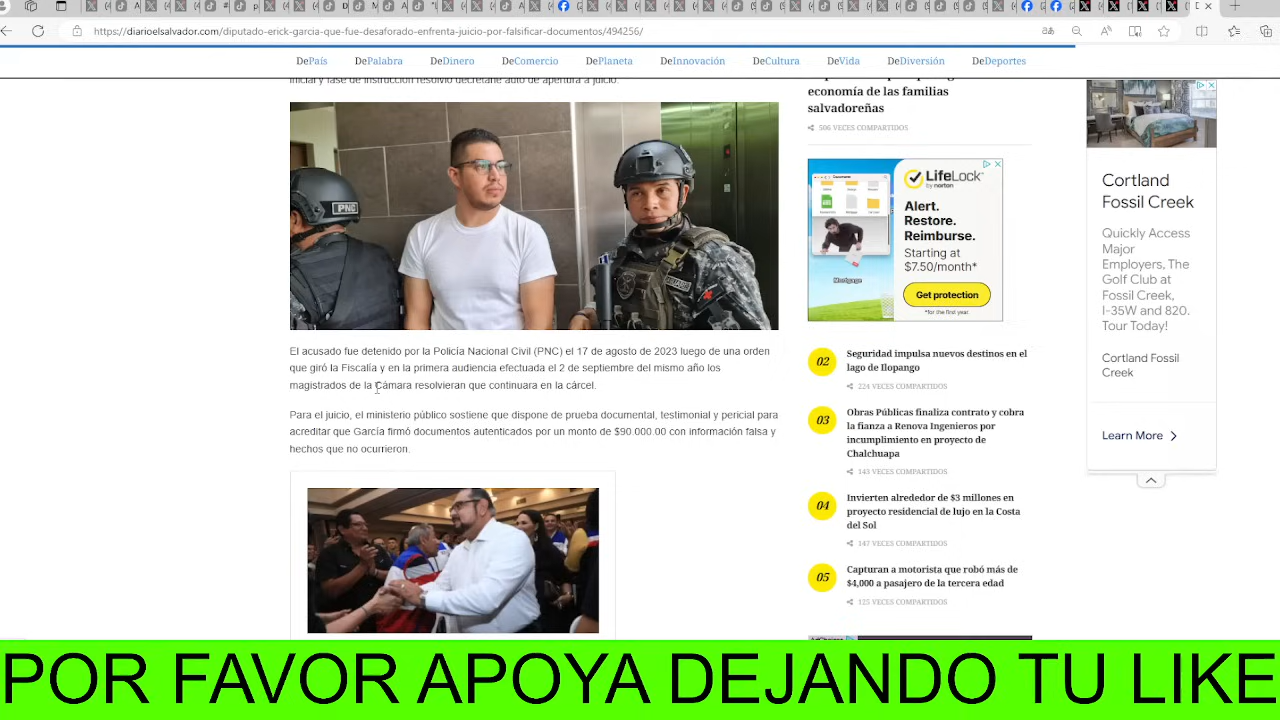 https://diarioelsalvador.com/diputado-erick-garcia-que-fue-desaforado-enfrenta-juicio-por-falsificar-documentos/494256/
DePaís DePalabra DeDinero DeComercio DePlaneta DeInnovación DeCultura DeVida DeDiversión DeDeportes
inicial y fase de instrucción resolvió decretarle auto de apertura a juicio.
PNC
El acusado fue detenido por la Policía Nacional Civil (PNC) el 17 de agosto de 2023 luego de una orden
que giró la Fiscalía y en la primera audiencia efectuada el 2 de septiembre del mismo año los
magistrados de la Cámara resolvieran que continuara en la cárcel.
Para el juicio, el ministerio público sostiene que dispone de prueba documental, testimonial y pericial para
acreditar que García firmó documentos autenticados por un monto de $90.000.00 con información falsa y
hechos que no ocurrieron.
economía de las familias
salvadoreñas
506 VECES COMPARTIDOS
LifeLock
by norton
Alert.
Restore.
Reimburse.
Starting at
$7.50/month*
Get protection
*for the first year.
Mortgage
02
Seguridad impulsa nuevos destinos en el
lago de Ilopango
224 VECES COMPARTIDOS
03
Obras Públicas finaliza contrato y cobra
la fianza a Renova Ingenieros por
incumplimiento en proyecto de
Chalchuapa
143 VECES COMPARTIDOS
04
Invierten alrededor de $3 millones en
proyecto residencial de lujo en la Costa
del Sol
147 VECES COMPARTIDOS
05
Capturan a motorista que robó más de
$4,000 a pasajero de la tercera edad
125 VECES COMPARTIDOS
Cortland
Fossil Creek
Quickly Access
Major
Employers, The
Golf Club at
Fossil Creek,
I-35W and 820.
Tour Today!
Cortland Fossil
Creek
Learn More
POR FAVOR APOYA DEJANDO TU LIKE